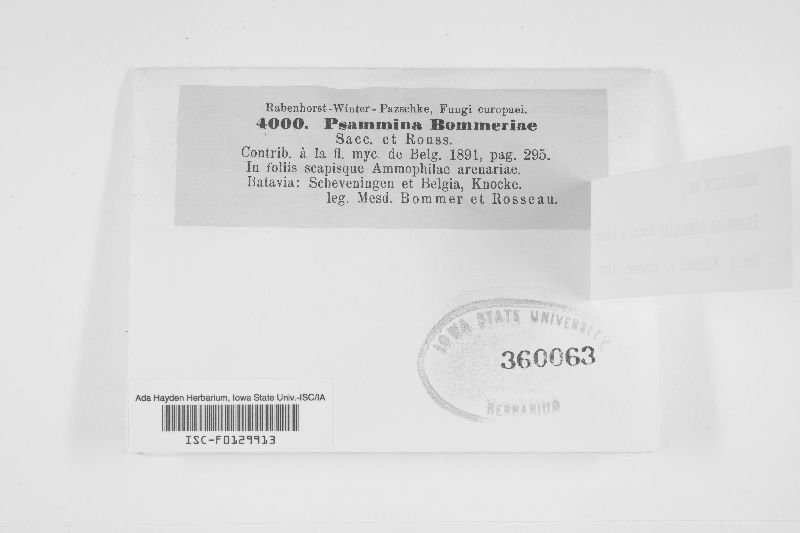 Rabenhorst-Winter-Pazschke, Fungi europaei.
4000. Psammina Bommeriae
Sacc. et Rouss.
Contrib. à la fl. myc. de Belg. 1891, pag. 295.
In foliis scapisque Ammophilae arenariae.
Batavia: Scheveningen et Belgia, Knocke.
leg. Mesd. Bommer et Rosseau.
IOWA STATE UNIVERSITY
360063
HERBARIUM
Ada Hayden Herbarium, Iowa State Univ.-ISC/IA
ISC-F0129913